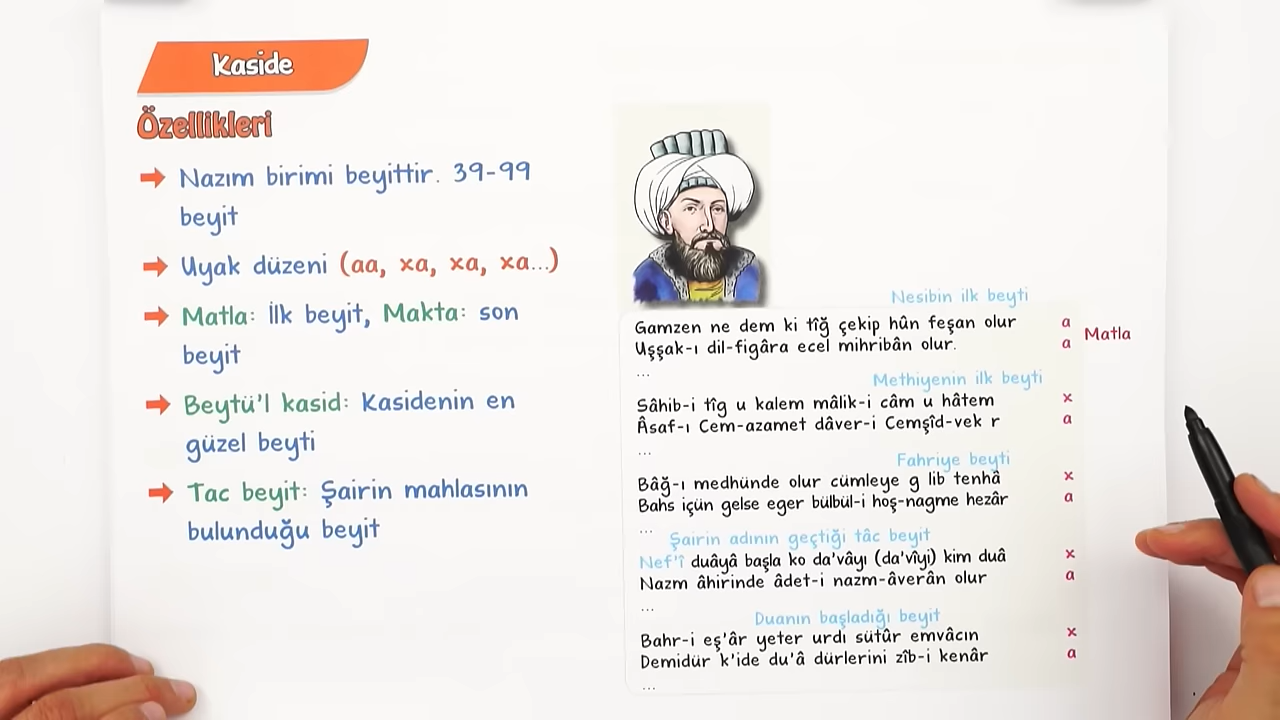 Kaside
Özellikleri
Nazım birimi beyittir. 39-99
beyit
Uyak düzeni (aa, xa, xa, xa...)
Matla: İlk beyit, Makta: son
beyit
Beytü'l kasid: Kasidenin en
güzel beyti
Tac beyit: Şairin mahlasının
bulunduğu beyit
Nesibin ilk beyti
Gamzen ne dem ki tîğ çekip hûn feşan olur a
Uşşak-ı dil-figâra ecel mihribân olur. a
Matla
...
Methiyenin ilk beyti
Sâhib-i tîg u kalem mâlik-i câm u hâtem x
Âsaf-ı Cem-azamet dâver-i Cemşîd-vek r a
...
Fahriye beyti
Bâğ-ı medhünde olur cümleye g lib tenhâ x
Bahs içün gelse eger bülbül-i hoş-nagme hezâr a
...
Şairin adının geçtiği tâc beyit
Nef'î duâyâ başla ko da'vâyı (da'vîyi) kim duâ x
Nazm âhirinde âdet-i nazm-âverân olur a
...
Duanın başladığı beyit
Bahr-i eş'âr yeter urdı sütûr emvâcın x
Demidür k'ide du'â dürlerini zîb-i kenâr a
...